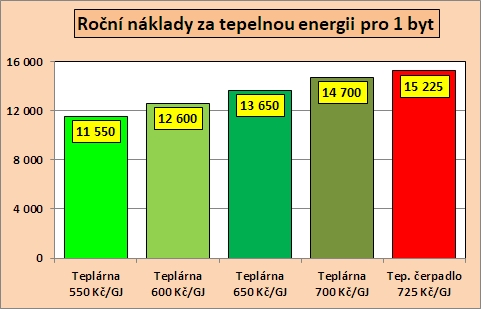 Roční náklady za tepelnou energii pro 1 byt
16 000
12 000
8 000
4 000
0
11 550
12 600
13 650
14 700
15 225
Teplárna
550 Kč/GJ
Teplárna
600 Kč/GJ
Teplárna
650 Kč/GJ
Teplárna
700 Kč/GJ
Tep. čerpadlo
725 Kč/GJ